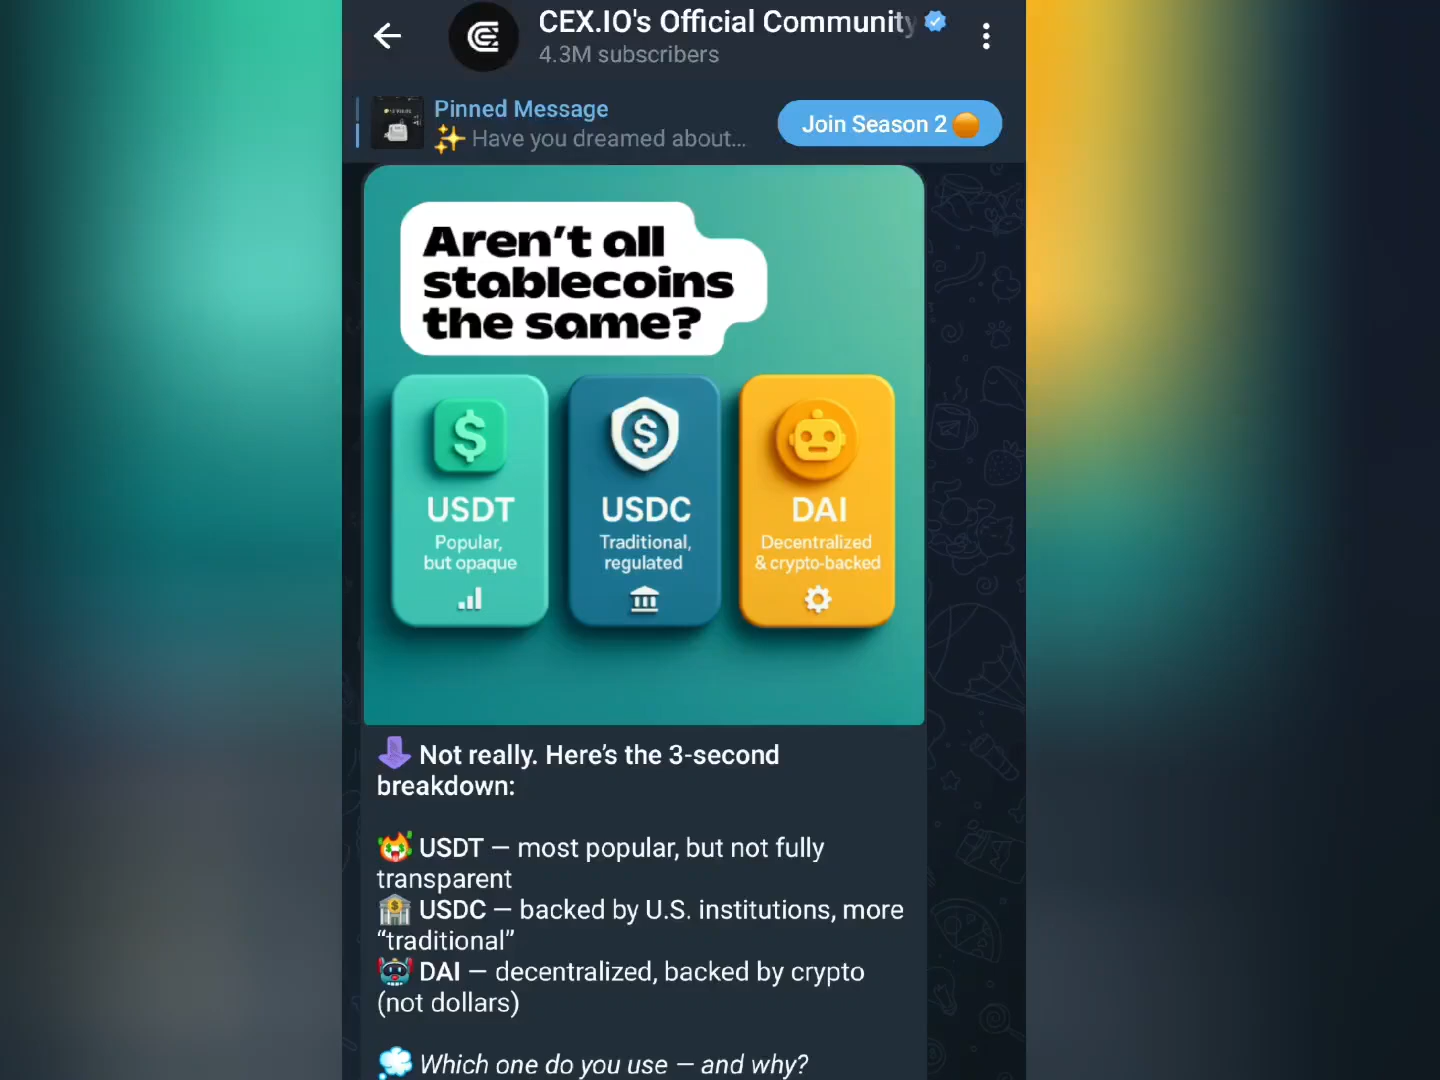 CEX.IO's Official Community
4.3M subscribers
Pinned Message
✨ Have you dreamed about...
Join Season 2
Aren't all
stablecoins
the same?
USDT
Popular,
but opaque
USDC
Traditional,
regulated
DAI
Decentralized
& crypto-backed
Not really. Here's the 3-second
breakdown:
USDT — most popular, but not fully
transparent
USDC — backed by U.S. institutions, more
“traditional”
DAI — decentralized, backed by crypto
(not dollars)
Which one do you use — and why?